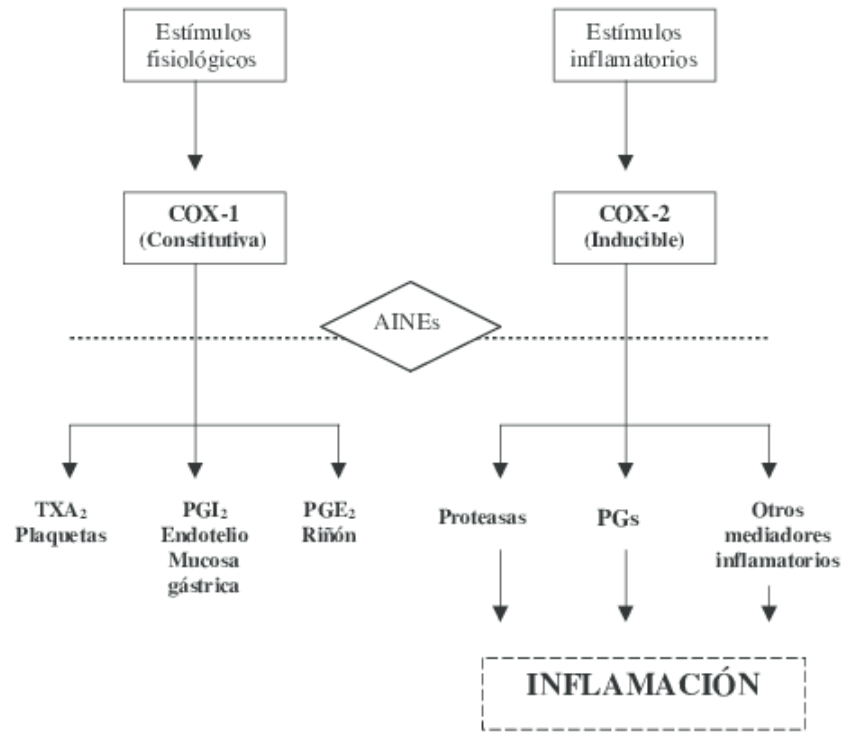 Estímulos
fisiológicos
Estímulos
inflamatorios
COX-1
(Constitutiva)
COX-2
(Inducible)
AINEs
TXA₂
Plaquetas
PGI₂
Endotelio
Mucosa
gástrica
PGE₂
Riñón
Proteasas
PGs
Otros
mediadores
inflamatorios
INFLAMACIÓN